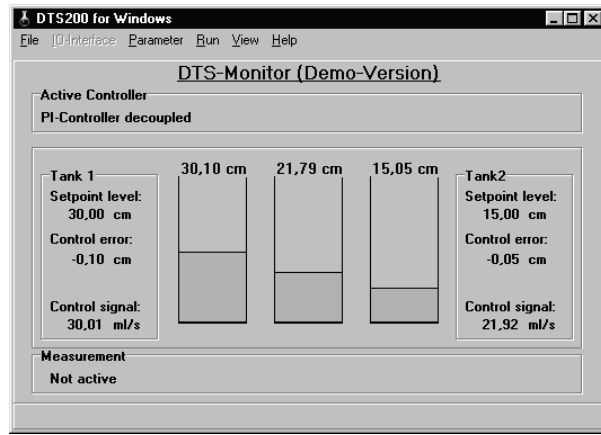 DTS200 for Windows
File IO-Interface Parameter Run View Help
DTS-Monitor (Demo-Version)
Active Controller
PI-Controller decoupled
30,10 cm 21,79 cm 15,05 cm
Tank 1
Setpoint level:
30,00 cm
Control error:
-0,10 cm
Control signal:
30,01 ml/s
Tank2
Setpoint level:
15,00 cm
Control error:
-0,05 cm
Control signal:
21,92 ml/s
Measurement
Not active